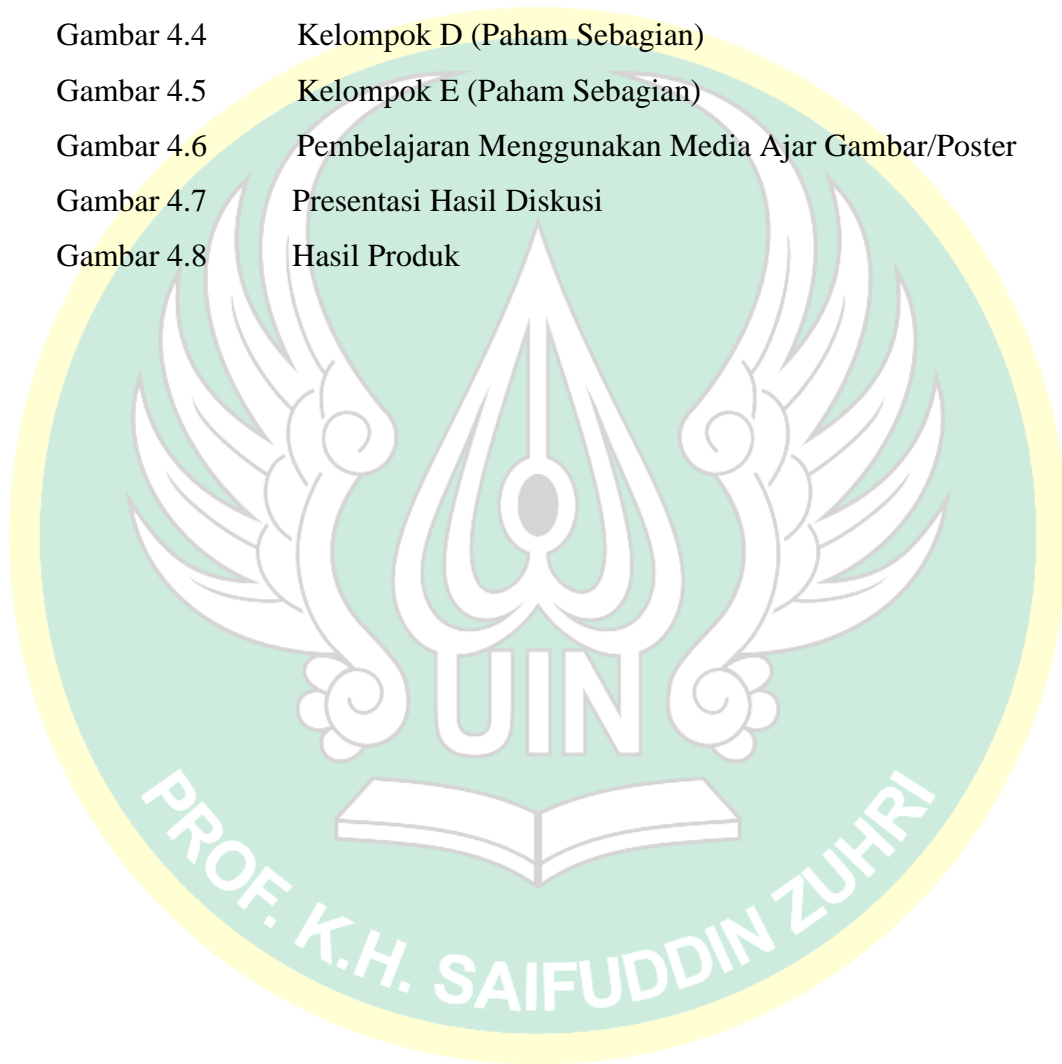 Gambar 4.4 Kelompok D (Paham Sebagian)
Gambar 4.5 Kelompok E (Paham Sebagian)
Gambar 4.6 Pembelajaran Menggunakan Media Ajar Gambar/Poster
Gambar 4.7 Presentasi Hasil Diskusi
Gambar 4.8 Hasil Produk
UIN
PROF. K.H. SAIFUDDIN ZUHRI